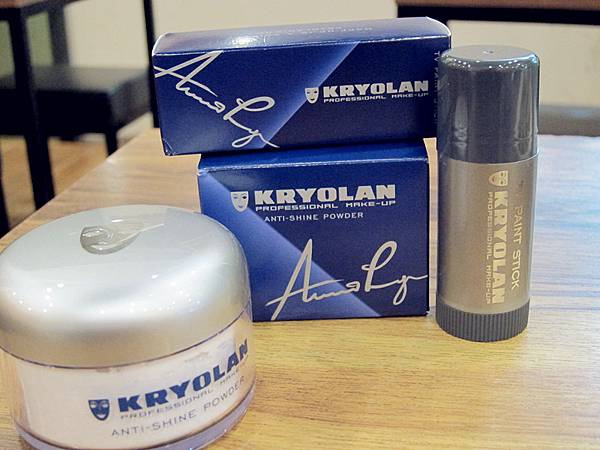 KRYOLAN
PROFESSIONAL MAKE-UP
KRYOLAN
PROFESSIONAL MAKE-UP
ANTI-SHINE POWDER
PAINT STICK
KRYOLAN
PROFESSIONAL MAKE-UP
KRYOLAN
PROFESSIONAL MAKE-UP
ANTI-SHINE POWDER